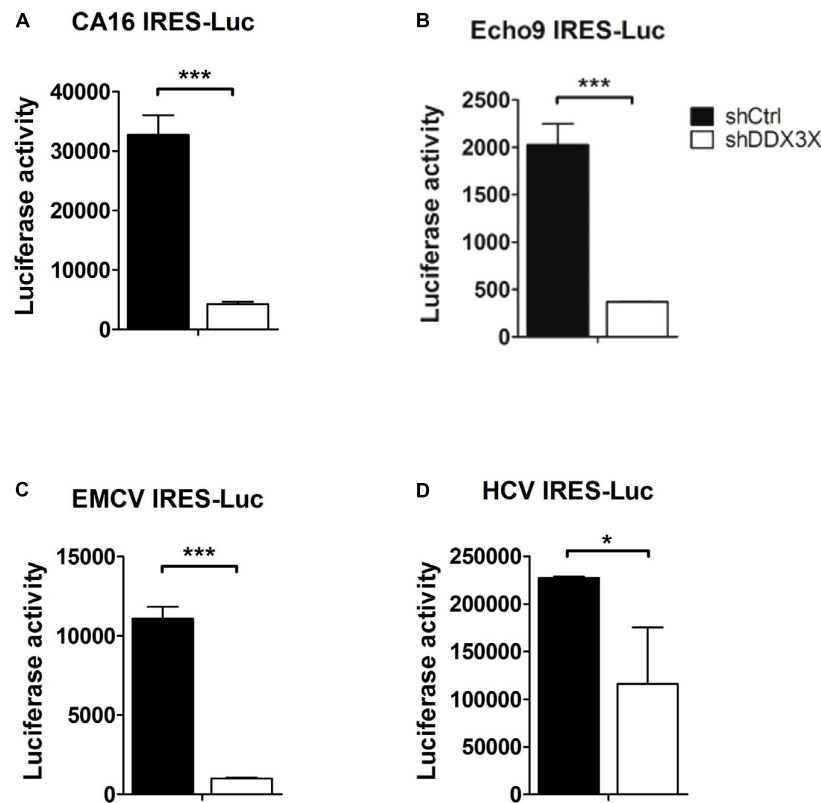 A
CA16 IRES-Luc
***
40000
30000
20000
10000
0
Luciferase activity
B
Echo9 IRES-Luc
***
2500
2000
1500
1000
500
0
Luciferase activity
shCtrl
shDDX3X
C
EMCV IRES-Luc
***
15000
10000
5000
0
Luciferase activity
D
HCV IRES-Luc
*
250000
200000
150000
100000
50000
0
Luciferase activity